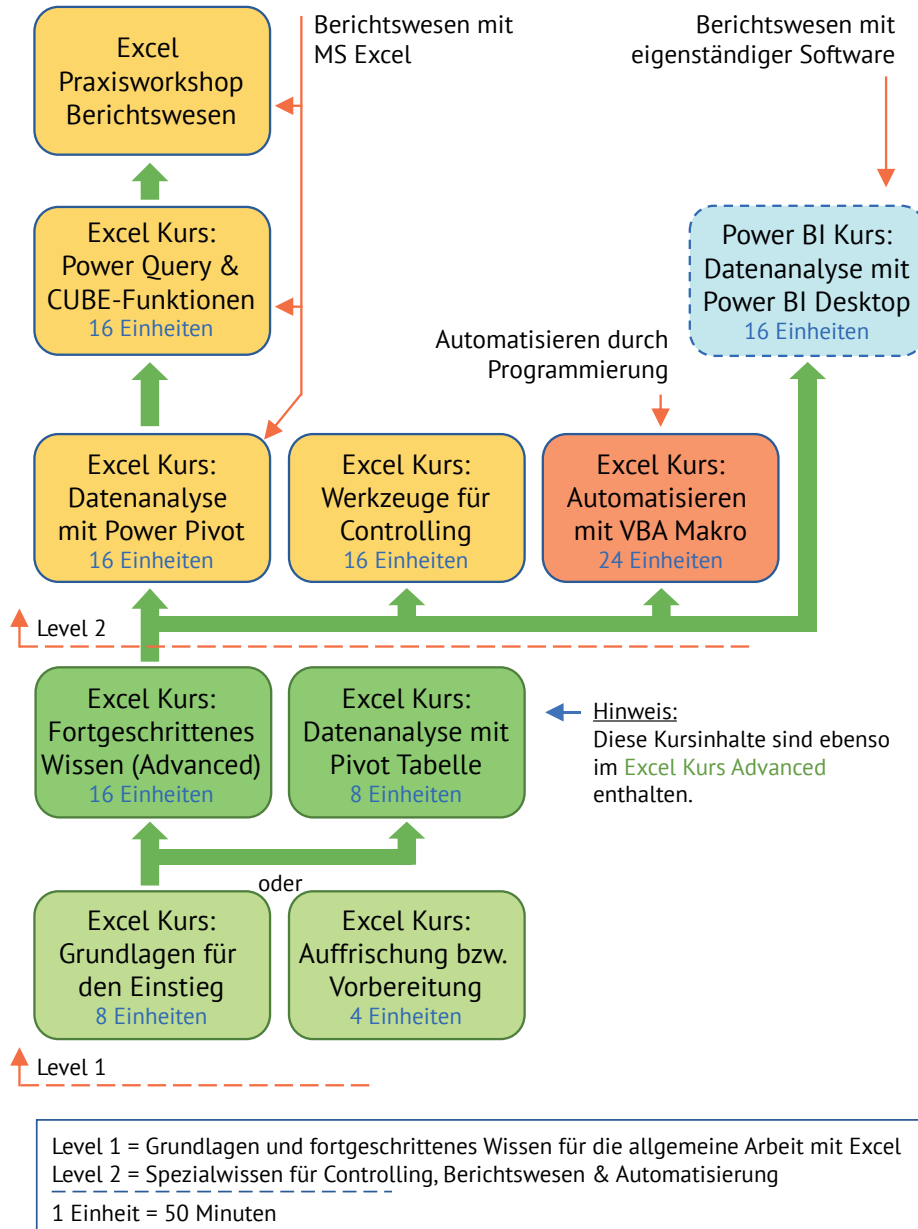 Excel
Praxisworkshop
Berichtswesen
Berichtswesen mit
MS Excel
Berichtswesen mit
eigenständiger Software
Excel Kurs:
Power Query &
CUBE-Funktionen
16 Einheiten
Power BI Kurs:
Datenanalyse mit
Power BI Desktop
16 Einheiten
Automatisieren durch
Programmierung
Excel Kurs:
Datenanalyse
mit Power Pivot
16 Einheiten
Excel Kurs:
Werkzeuge für
Controlling
16 Einheiten
Excel Kurs:
Automatisieren
mit VBA Makro
24 Einheiten
Level 2
Excel Kurs:
Fortgeschrittenes
Wissen (Advanced)
16 Einheiten
Excel Kurs:
Datenanalyse mit
Pivot Tabelle
8 Einheiten
Hinweis:
Diese Kursinhalte sind ebenso
im Excel Kurs Advanced
enthalten.
oder
Excel Kurs:
Grundlagen für
den Einstieg
8 Einheiten
Excel Kurs:
Auffrischung bzw.
Vorbereitung
4 Einheiten
Level 1
Level 1 = Grundlagen und fortgeschrittenes Wissen für die allgemeine Arbeit mit Excel
Level 2 = Spezialwissen für Controlling, Berichtswesen & Automatisierung
1 Einheit = 50 Minuten